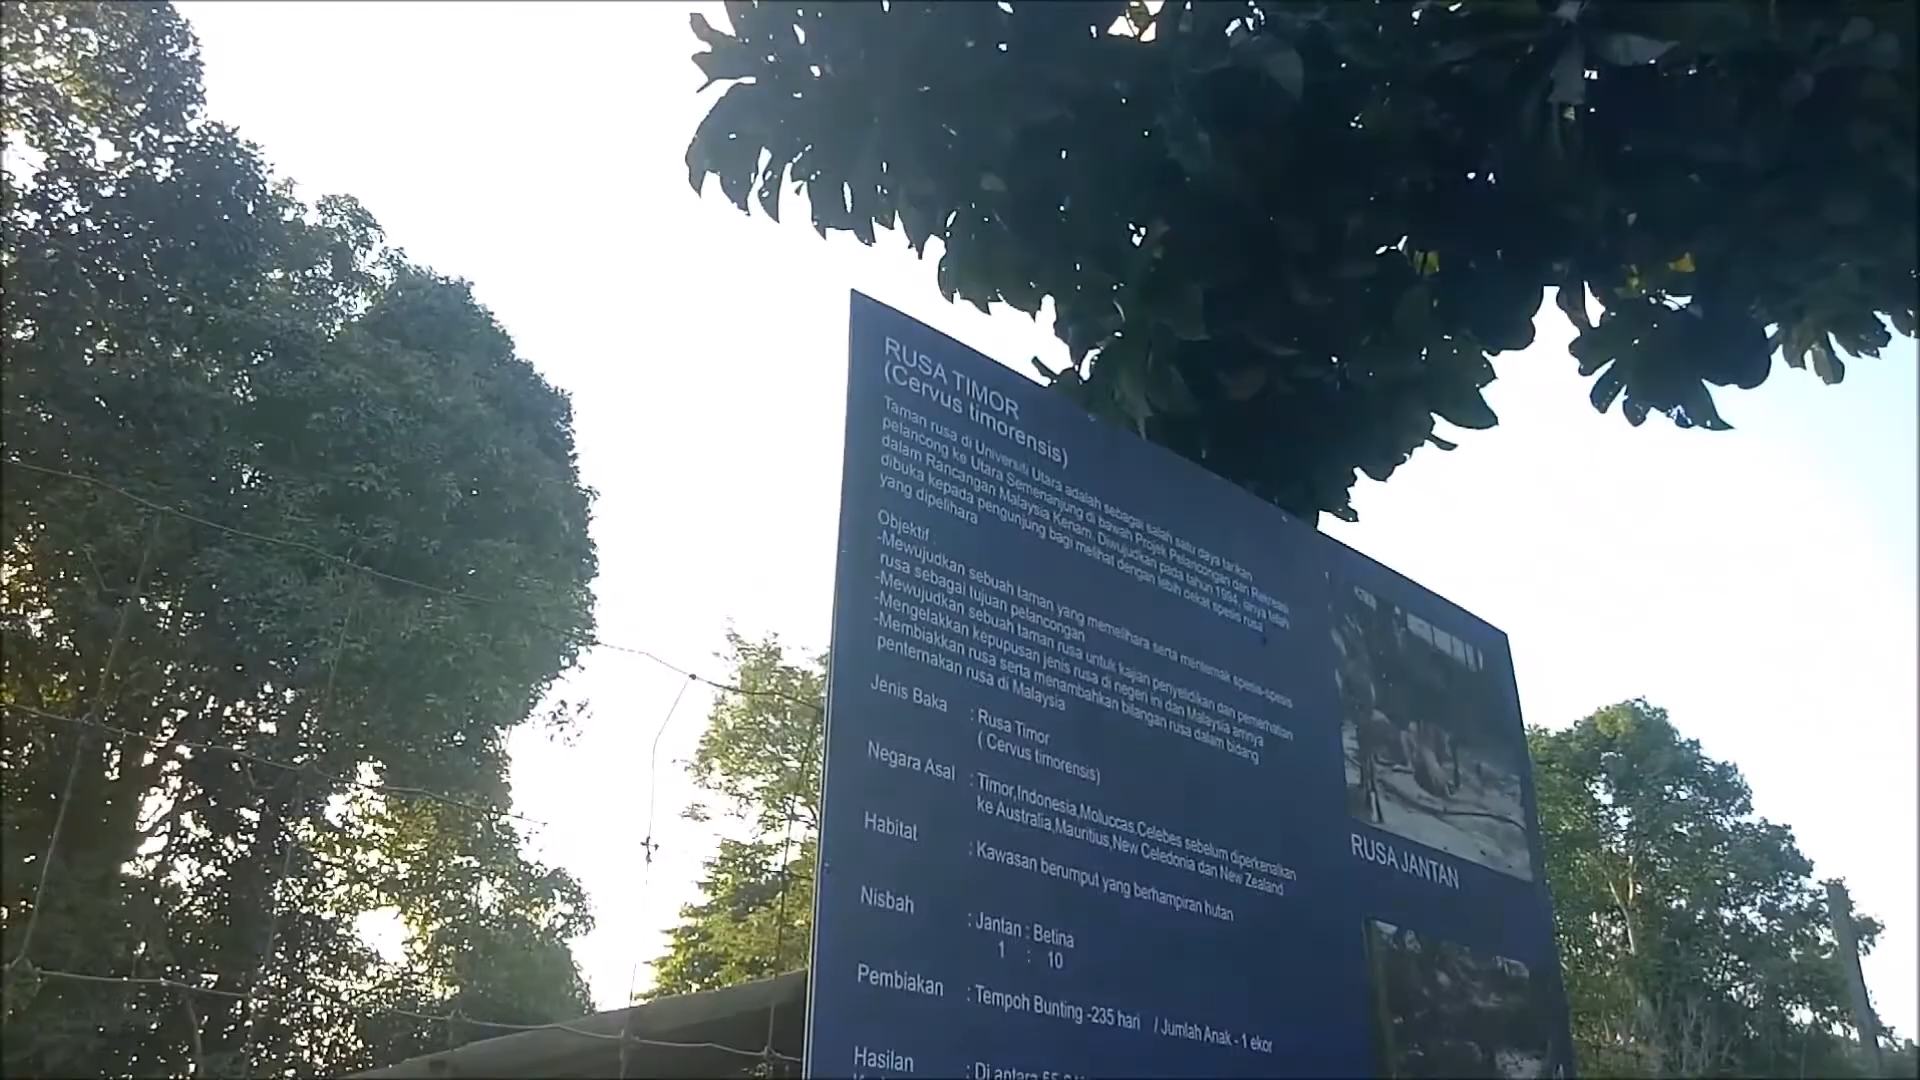 RUSA TIMOR
(Cervus timorensis)
Taman rusa di Universiti Utara adalah sebagai salah satu daya tarikan
pelancong ke Utara Semenanjung di bawah Projek Pelancongan dan Rekreasi
dalam Rancangan Malaysia Kenam. Diwujudkan pada tahun 1994, ianya telah
dibuka kepada pengunjung bagi melihat dengan lebih dekat spesis rusa
yang dipelihara
Objektif :
-Mewujudkan sebuah taman yang memelihara serta menternak spesis-spesis
rusa sebagai tujuan pelancongan
-Mewujudkan sebuah taman rusa untuk kajian penyelidikan dan pemerhatian
-Mengelakkan kepupusan jenis rusa di negeri ini dan Malaysia amnya
-Membiakkan rusa serta menambahkan bilangan rusa dalam bidang
penternakan rusa di Malaysia
Jenis Baka : Rusa Timor
( Cervus timorensis)
Negara Asal : Timor,Indonesia,Moluccas,Celebes sebelum diperkenalkan
ke Australia,Mauritius,New Celedonia dan New Zealand
Habitat : Kawasan berumput yang berhampiran hutan
Nisbah : Jantan : Betina
1 : 10
Pembiakan : Tempoh Bunting -235 hari / Jumlah Anak - 1 ekor
Hasilan : Di antara
RUSA JANTAN